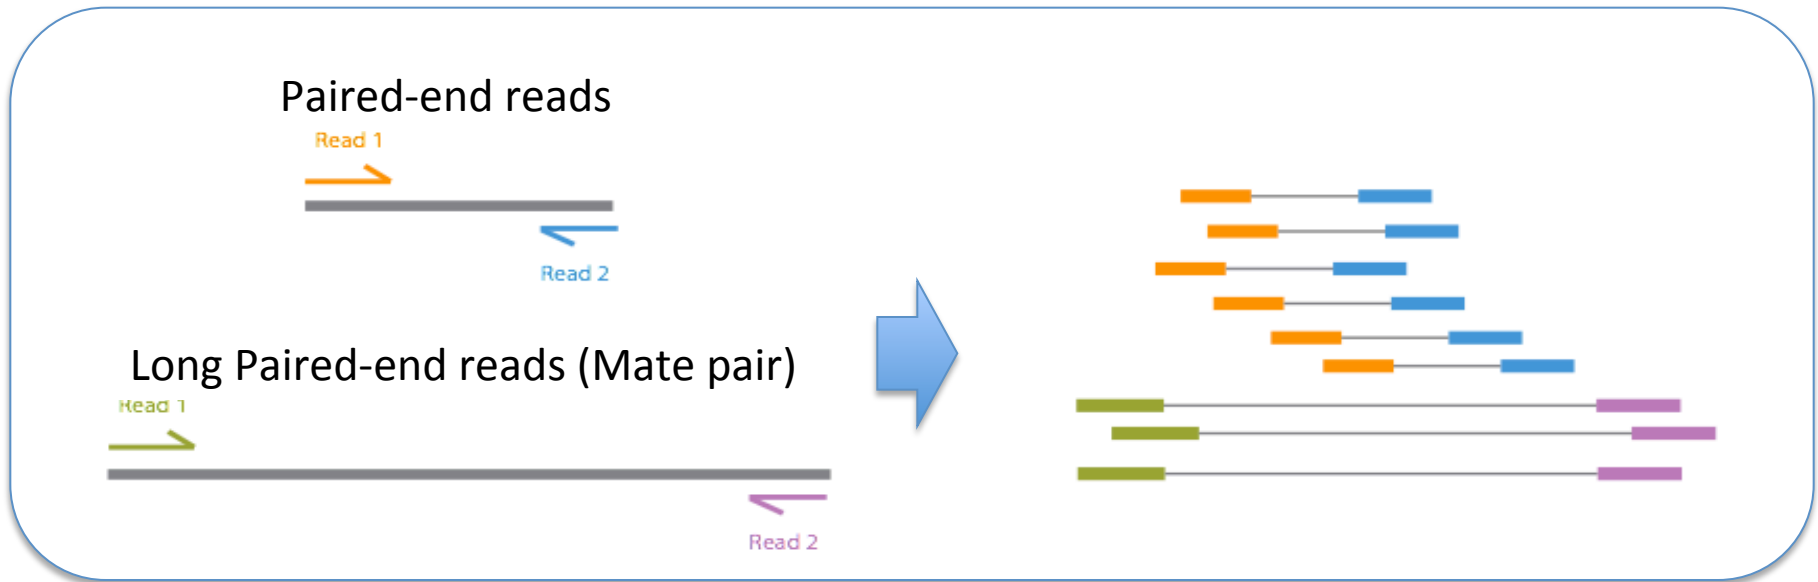 Paired-end reads
Read 1
Read 2
Long Paired-end reads (Mate pair)
Read 1
Read 2